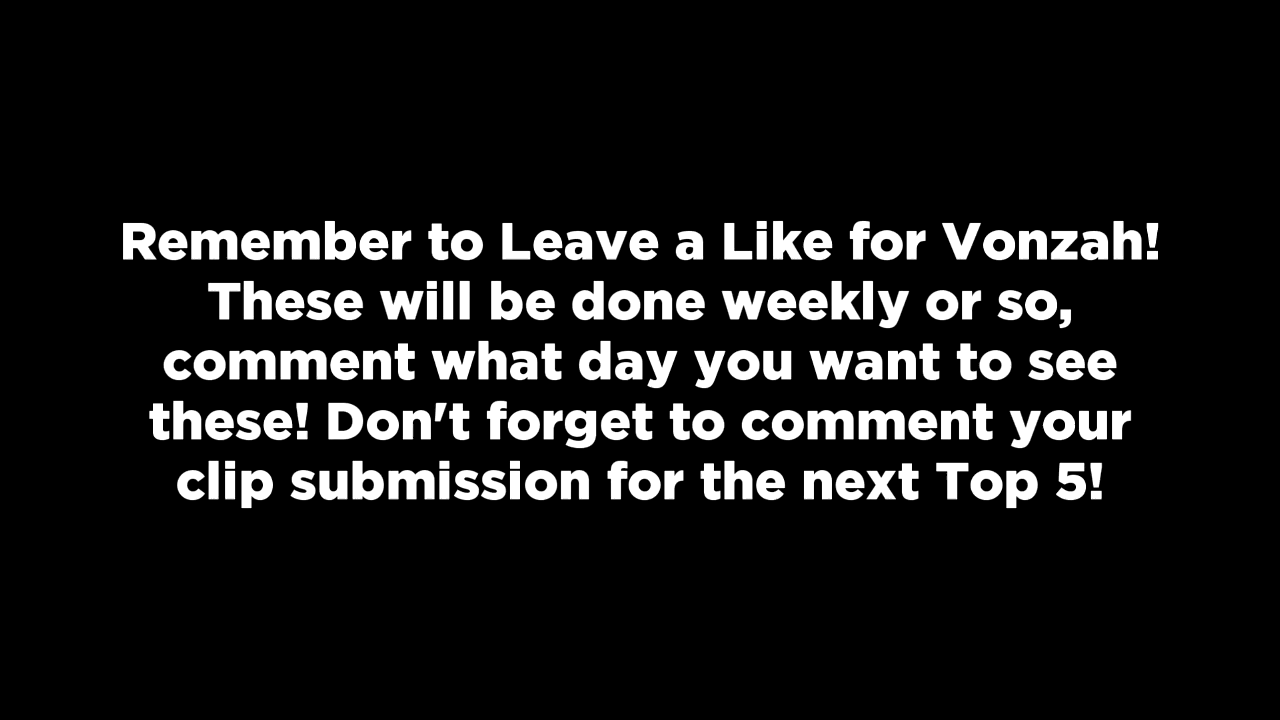 Remember to Leave a Like for Vonzah!
These will be done weekly or so,
comment what day you want to see
these! Don't forget to comment your
clip submission for the next Top 5!